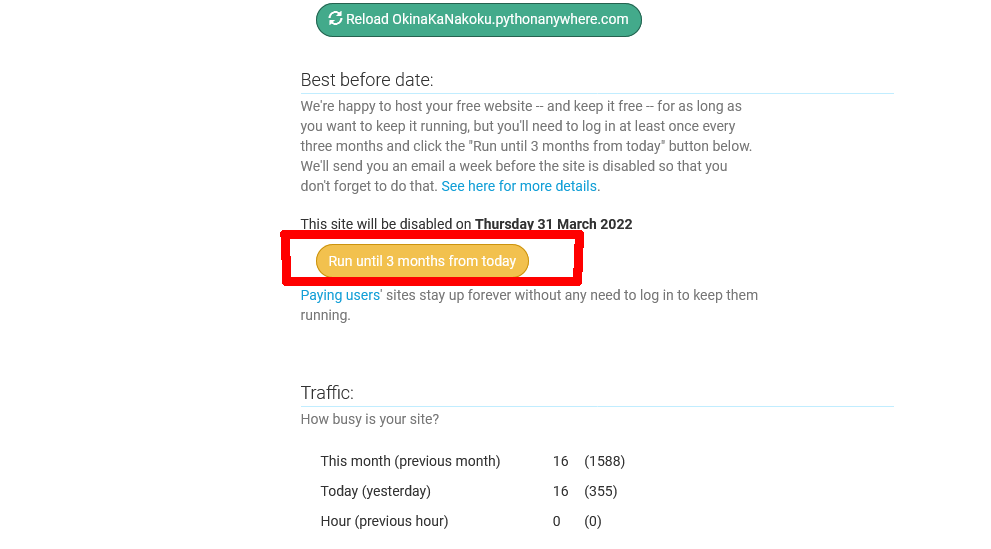 Reload OkinaKaNakoku.pythonanywhere.com
Best before date:
We're happy to host your free website -- and keep it free -- for as long as
you want to keep it running, but you'll need to log in at least once every
three months and click the "Run until 3 months from today" button below.
We'll send you an email a week before the site is disabled so that you
don't forget to do that. See here for more details.
This site will be disabled on Thursday 31 March 2022
Run until 3 months from today
Paying users' sites stay up forever without any need to log in to keep them
running.
Traffic:
How busy is your site?
This month (previous month) 16 (1588)
Today (yesterday) 16 (355)
Hour (previous hour) 0 (0)